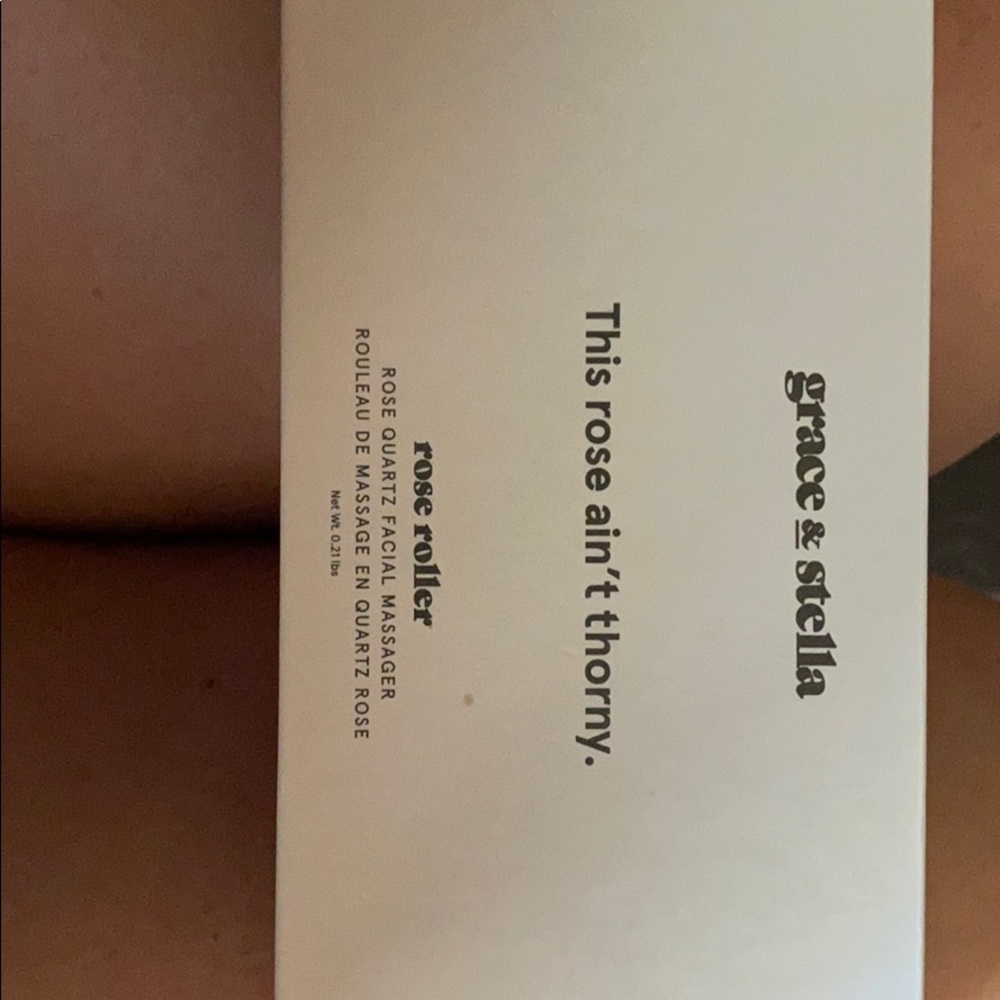 grace & stella
This rose ain't thorny.
rose roller
ROSE QUARTZ FACIAL MASSAGER
ROULEAU DE MASSAGE EN QUARTZ ROSE
Net Wt. 0.21 lbs